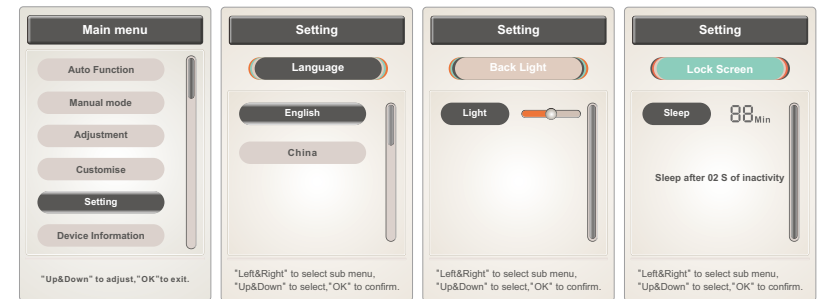 Main menu
Auto Function
Manual mode
Adjustment
Customise
Setting
Device Information
"Up&Down" to adjust,"OK"to exit.
Setting
Language
English
China
"Left&Right" to select sub menu,
"Up&Down" to select,"OK" to confirm.
Setting
Back Light
Light
"Left&Right" to select sub menu,
"Up&Down" to select,"OK" to confirm.
Setting
Lock Screen
Sleep 88 Min
Sleep after 02 S of inactivity
"Left&Right" to select sub menu,
"Up&Down" to select,"OK" to confirm.